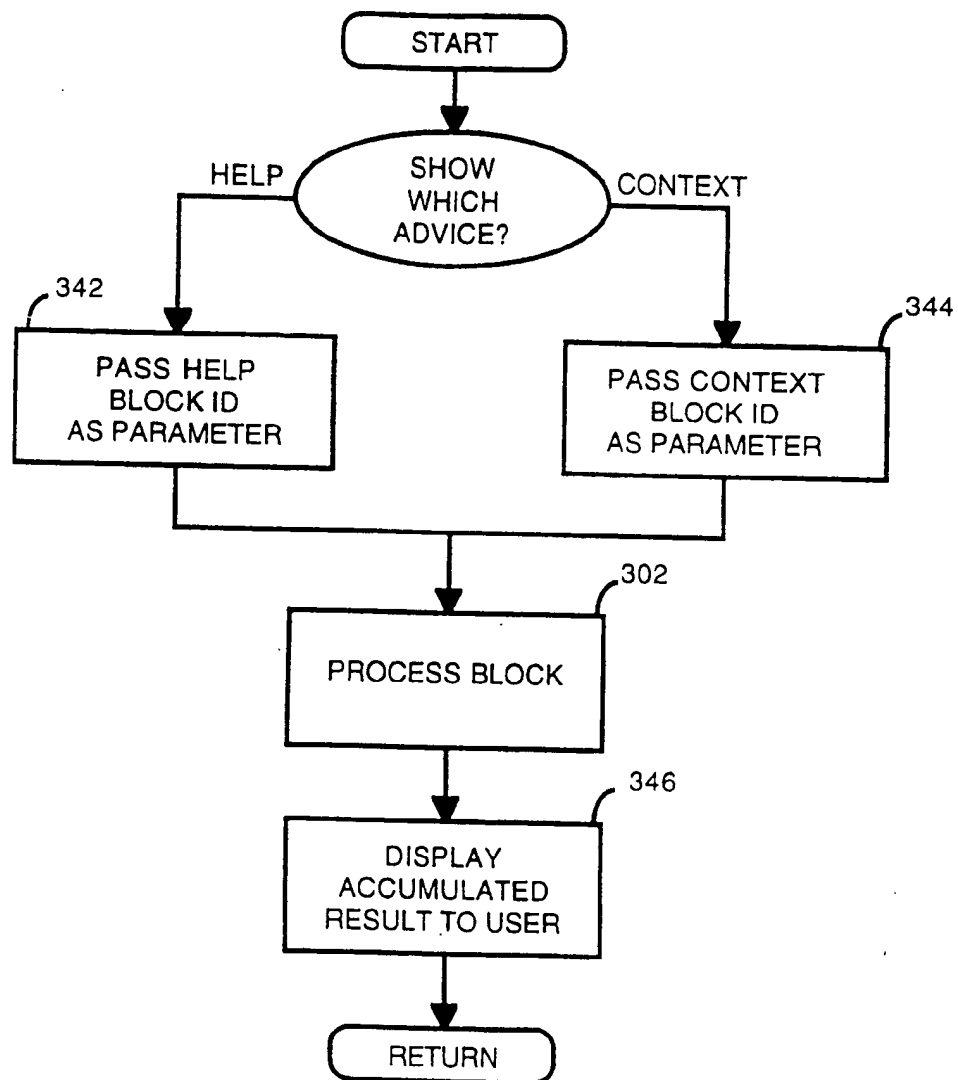 START
SHOW
WHICH
ADVICE?
HELP
CONTEXT
342
PASS HELP
BLOCK ID
AS PARAMETER
344
PASS CONTEXT
BLOCK ID
AS PARAMETER
302
PROCESS BLOCK
346
DISPLAY
ACCUMULATED
RESULT TO USER
RETURN